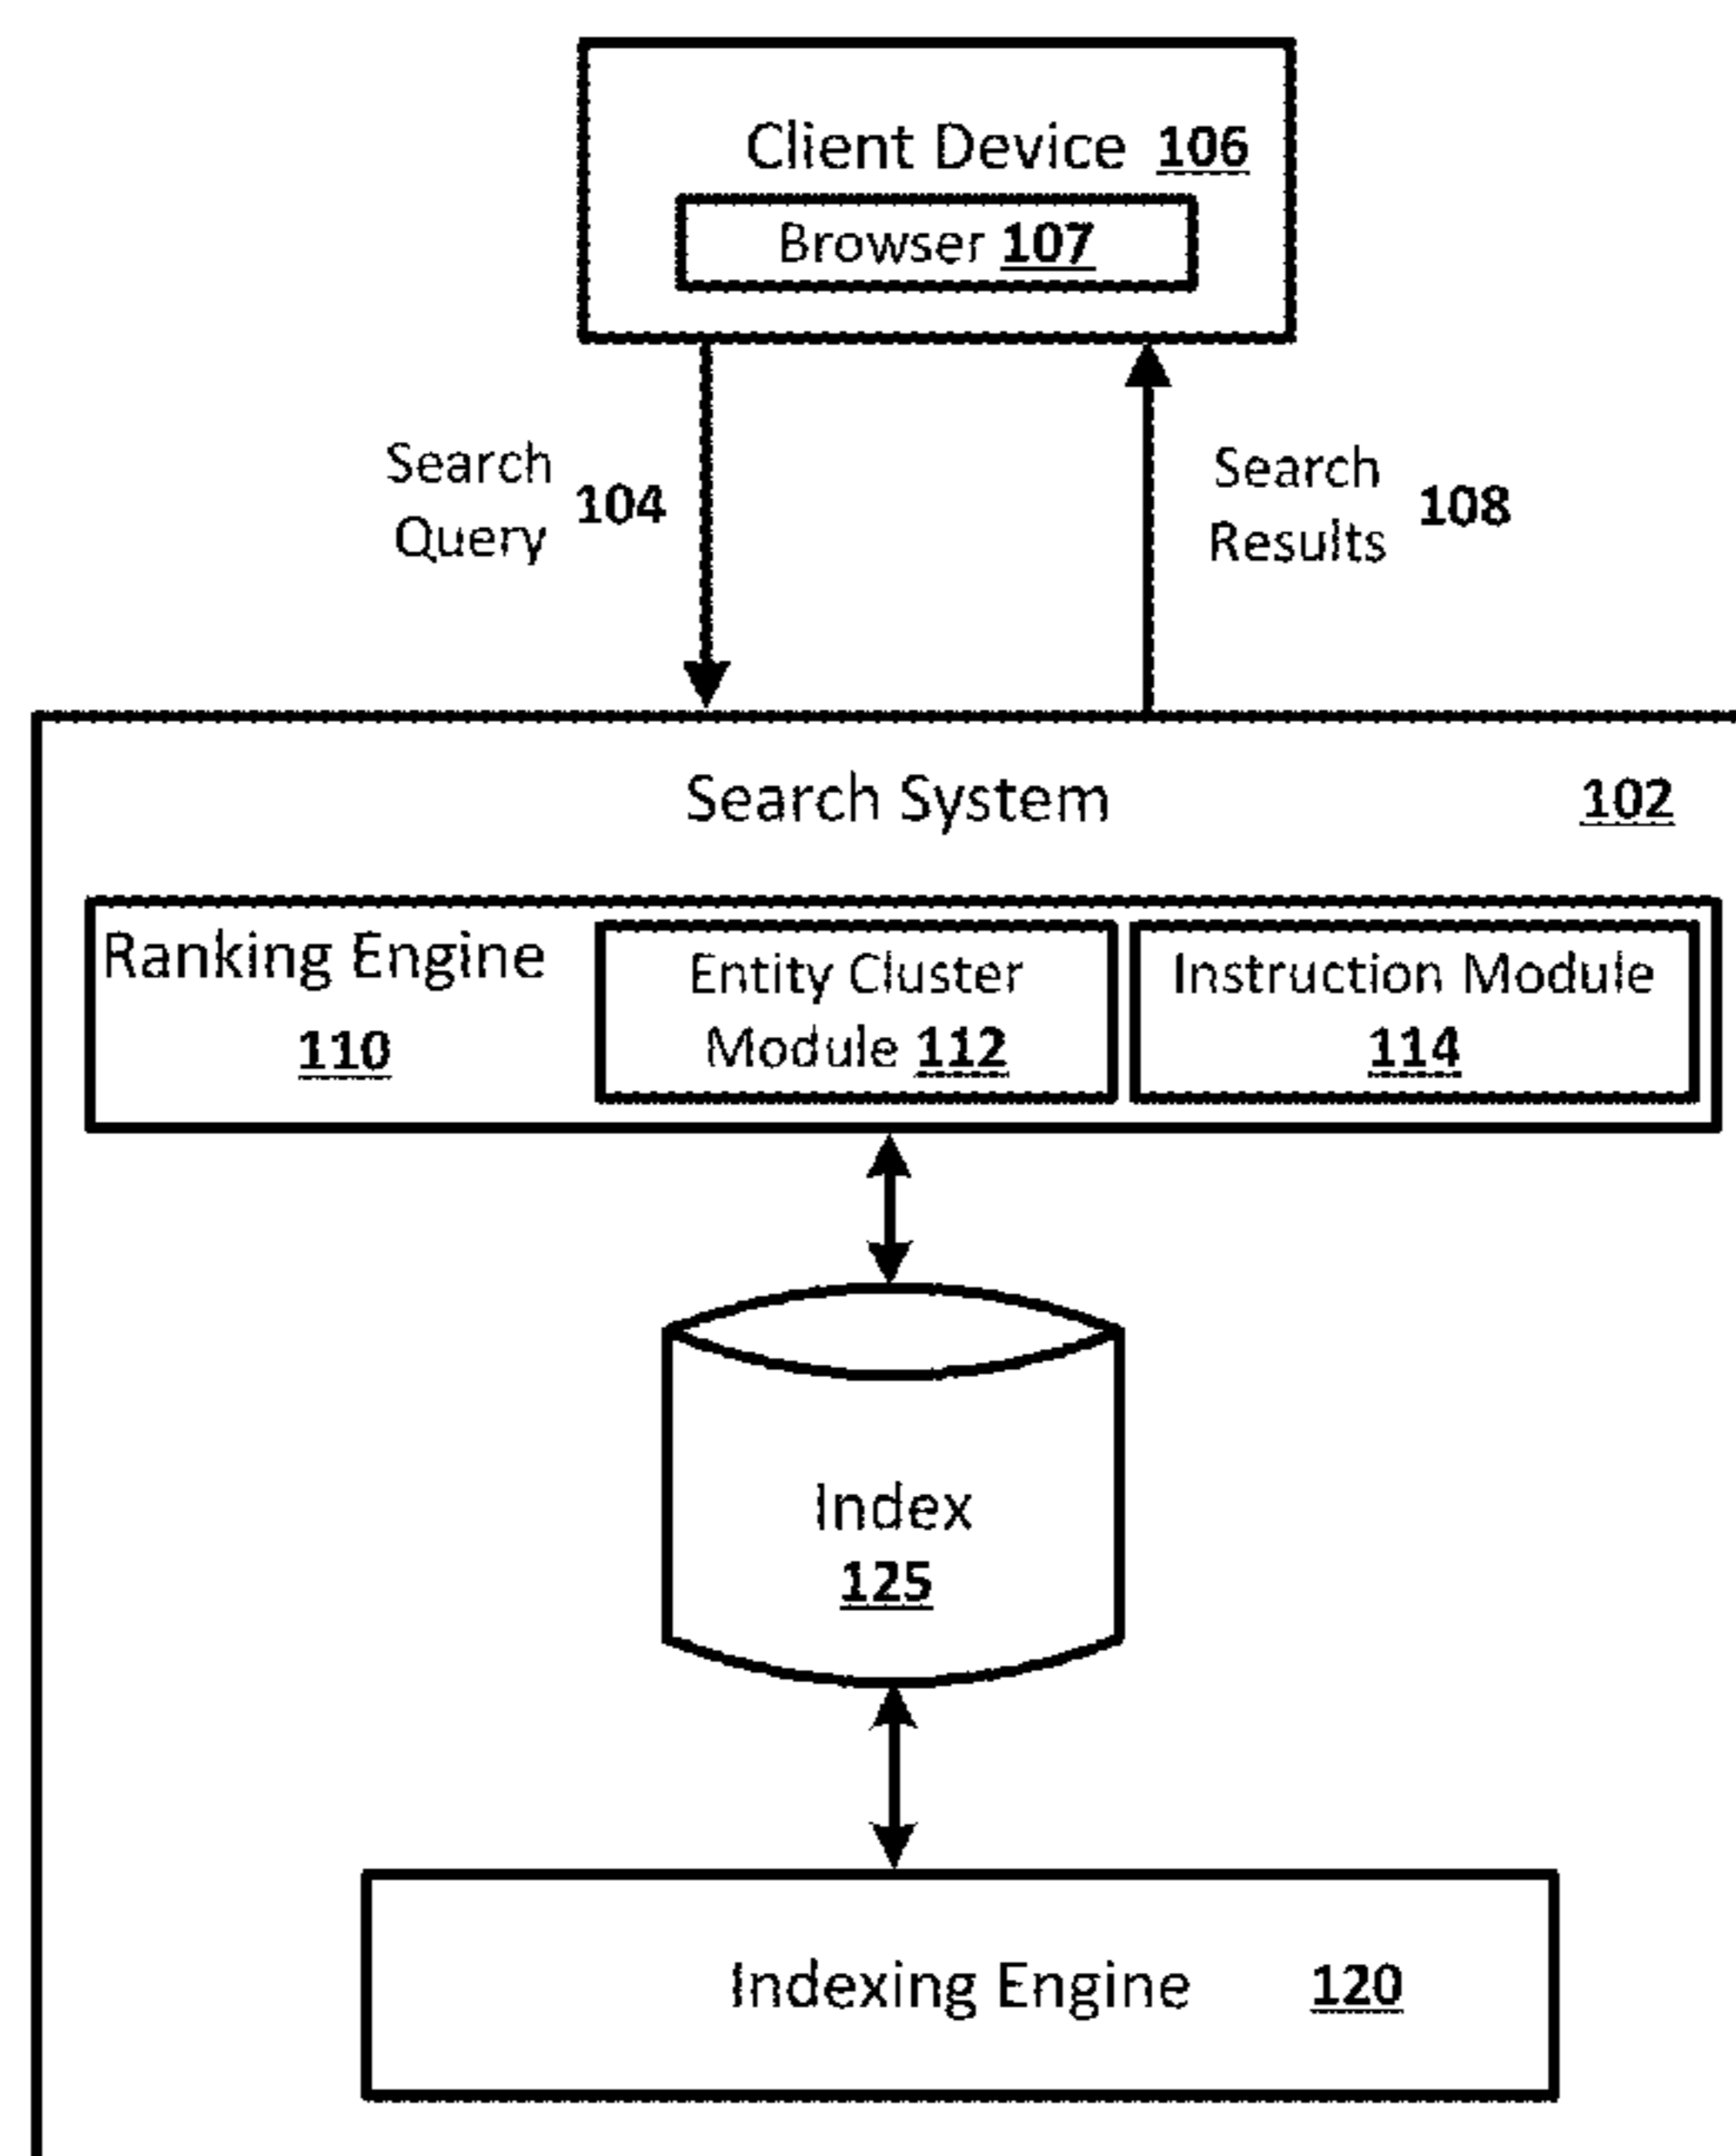 Client Device 106
Browser 107
Search
Query
104
Search
Results
108
Search System 102
Ranking Engine
110
Entity Cluster
Module 112
Instruction Module
114
Index
125
Indexing Engine 120